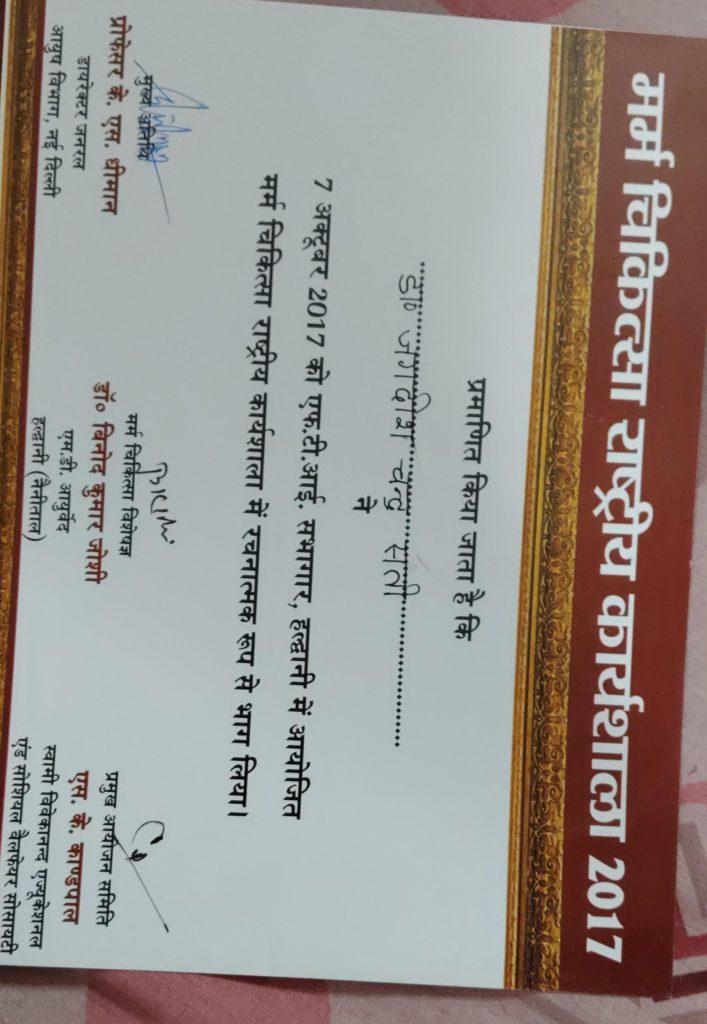 मर्म चिकित्सा राष्ट्रीय कार्यशाला 2017
प्रमाणित किया जाता है कि
डा० जगदीश चन्द्र सती
ने
7 अक्टूबर 2017 को एफ.टी.आई. सभागार, हल्द्वानी में आयोजित
मर्म चिकित्सा राष्ट्रीय कार्यशाला में रचनात्मक रूप से भाग लिया।
मुख्य अतिथि
प्रोफेसर के. एस. धीमान
डायरेक्टर जनरल
आयुष विभाग, नई दिल्ली
मर्म चिकित्सा विशेषज्ञ
डॉ० विनोद कुमार जोशी
एम.डी. आयुर्वेद
हल्द्वानी (नैनीताल)
प्रमुख आयोजन समिति
एस. के. काण्डपाल
स्वामी विवेकानन्द एज्युकेशनल
एंड सोशियल वैलफेयर सोसायटी